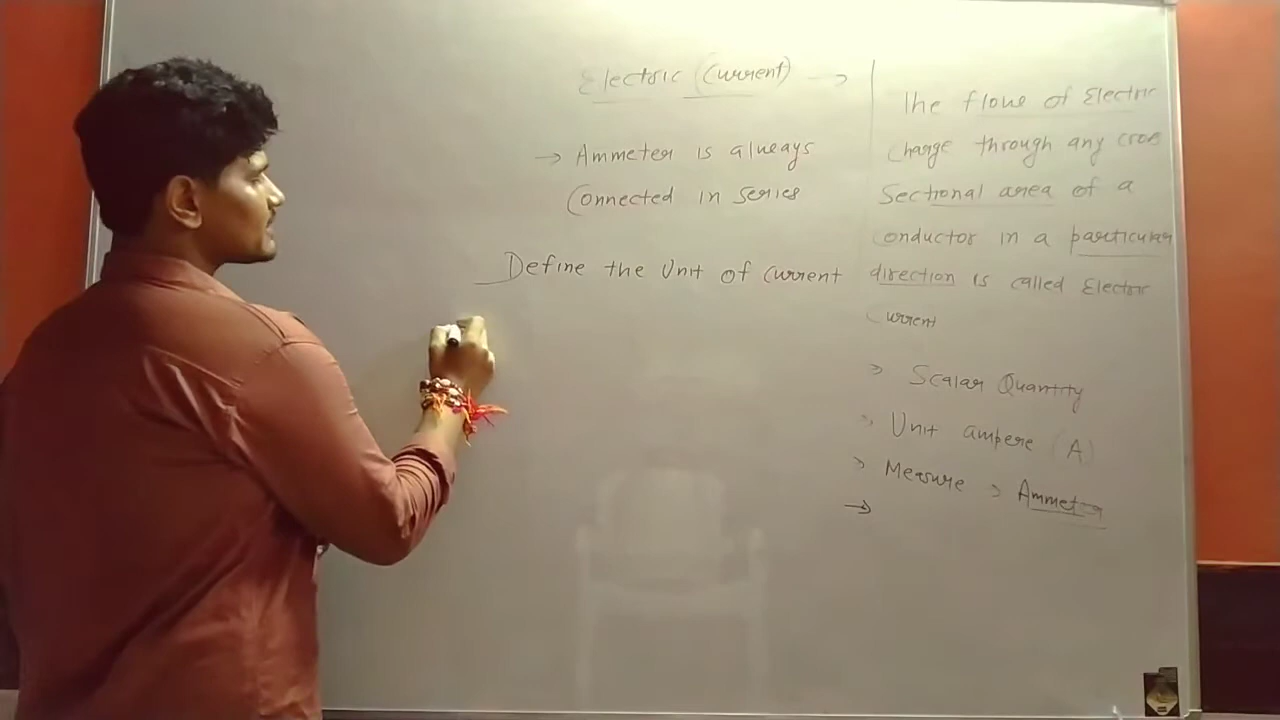 Electric (Current) →
→ Ammeter is always
Connected in series
Define the Unit of Current
The flow of Electric
Charge through any cross
Sectional area of a
Conductor in a particular
direction is called Electric
Current
> Scalar Quantity
> Unit ampere (A)
> Measure > Ammeter
→